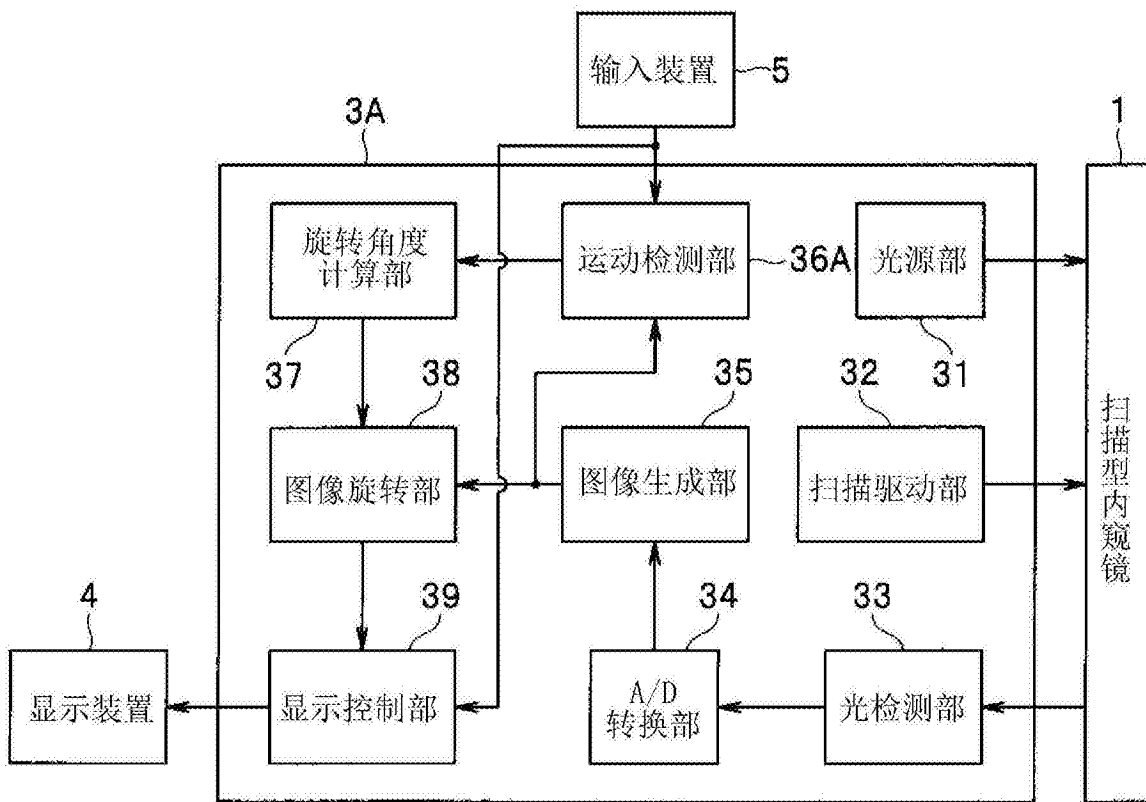 输入装置
5
3A
1
旋转角度
计算部
运动检测部
36A
光源部
37
38
35
32
31
图像旋转部
图像生成部
扫描驱动部
扫描型内窥镜
4
39
34
33
显示装置
显示控制部
A/D
转换部
光检测部